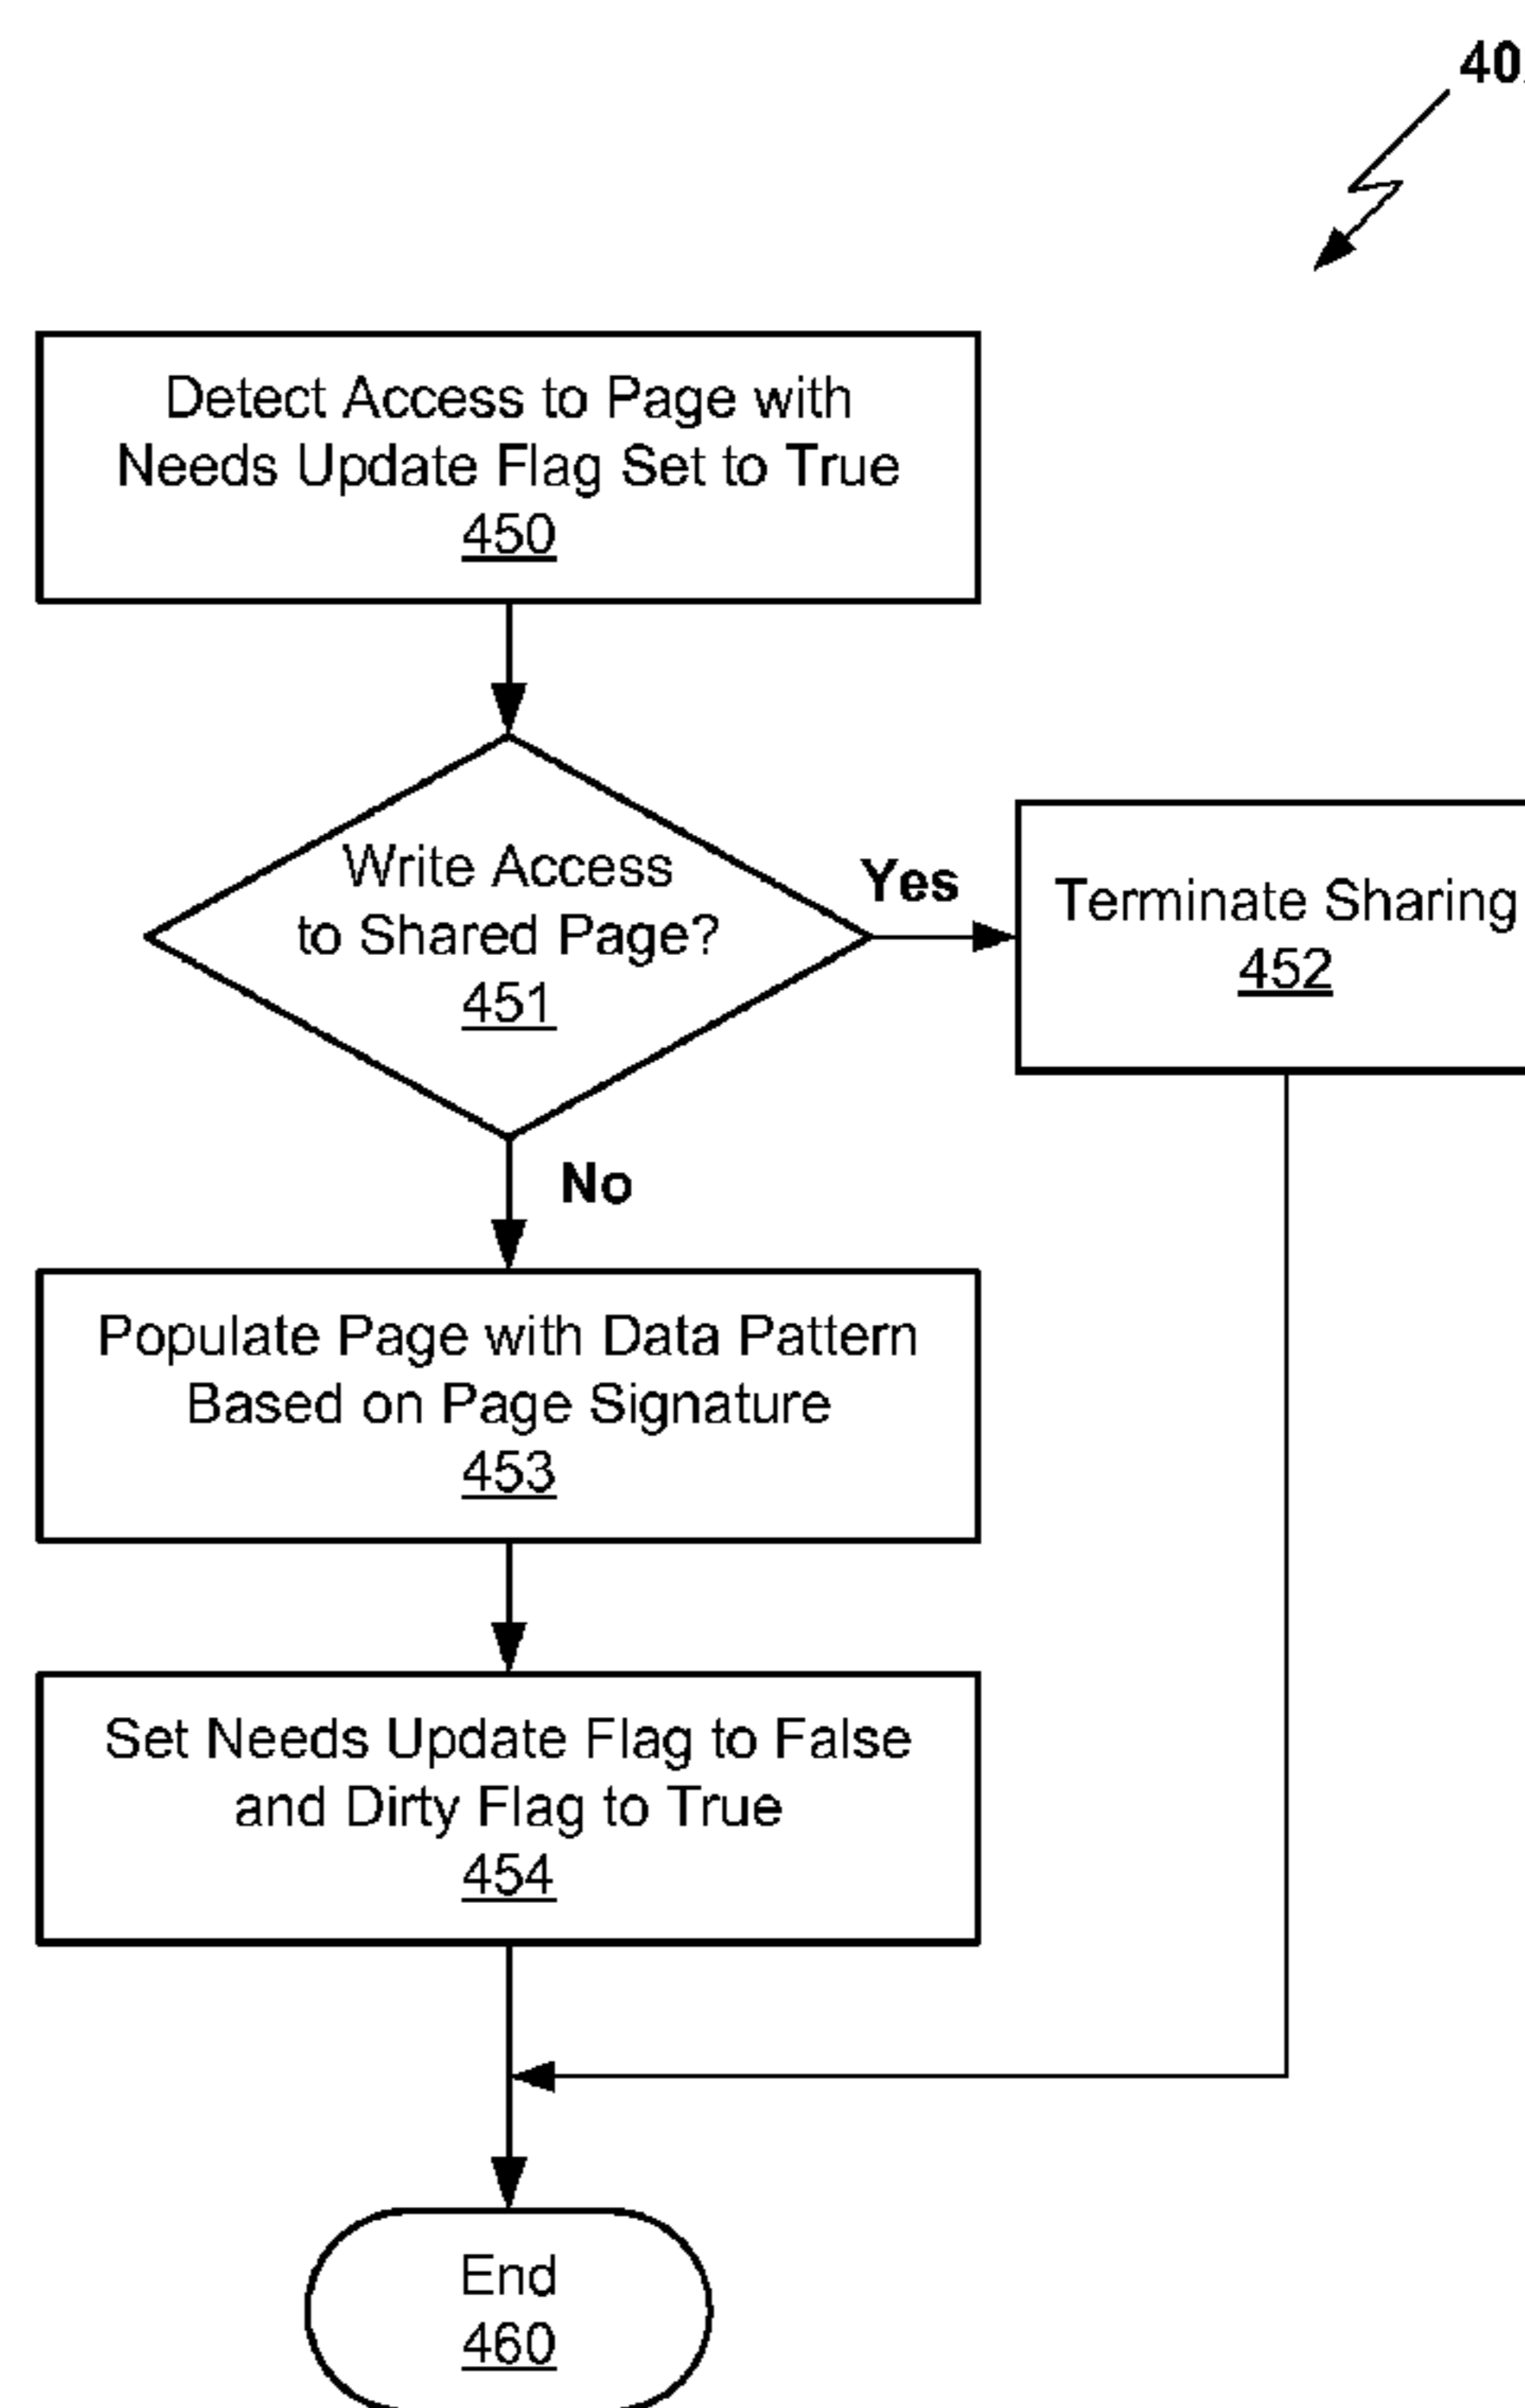 Detect Access to Page with
Needs Update Flag Set to True
450
Write Access
to Shared Page?
451
Yes
Terminate Sharing
452
No
Populate Page with Data Pattern
Based on Page Signature
453
Set Needs Update Flag to False
and Dirty Flag to True
454
End
460